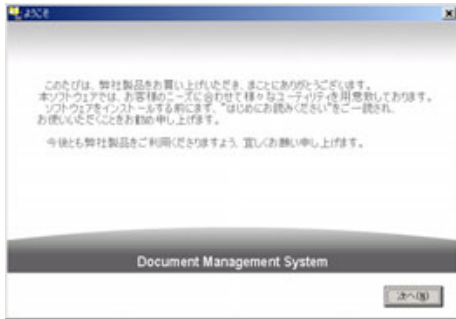 ようこそ
このたびは、弊社製品をお買い上げいただき、まことにありがとうございます。
本ソフトウェアでは、お客様のニーズに合わせて様々なユーティリティを用意致しております。
ソフトウェアをインストールする前にまず、"はじめにお読みください"をご一読され、
お使いいただくことをお勧め申し上げます。
今後とも弊社製品をご利用くださりますよう、宜しくお願い申し上げます。
Document Management System
次へ(N)